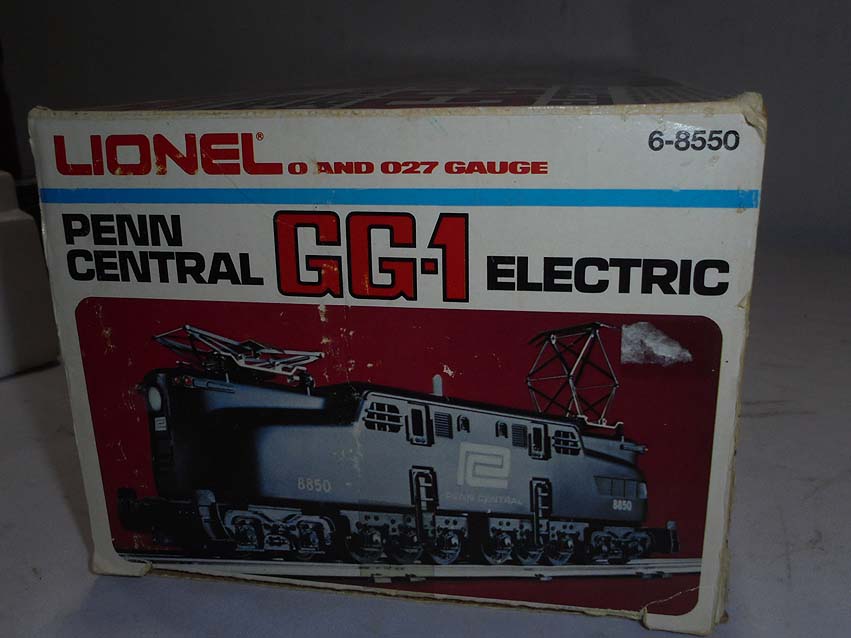 LIONEL® O AND O27 GAUGE
6-8550
PENN
CENTRAL
GG-1
ELECTRIC
8850
PENN CENTRAL
8850